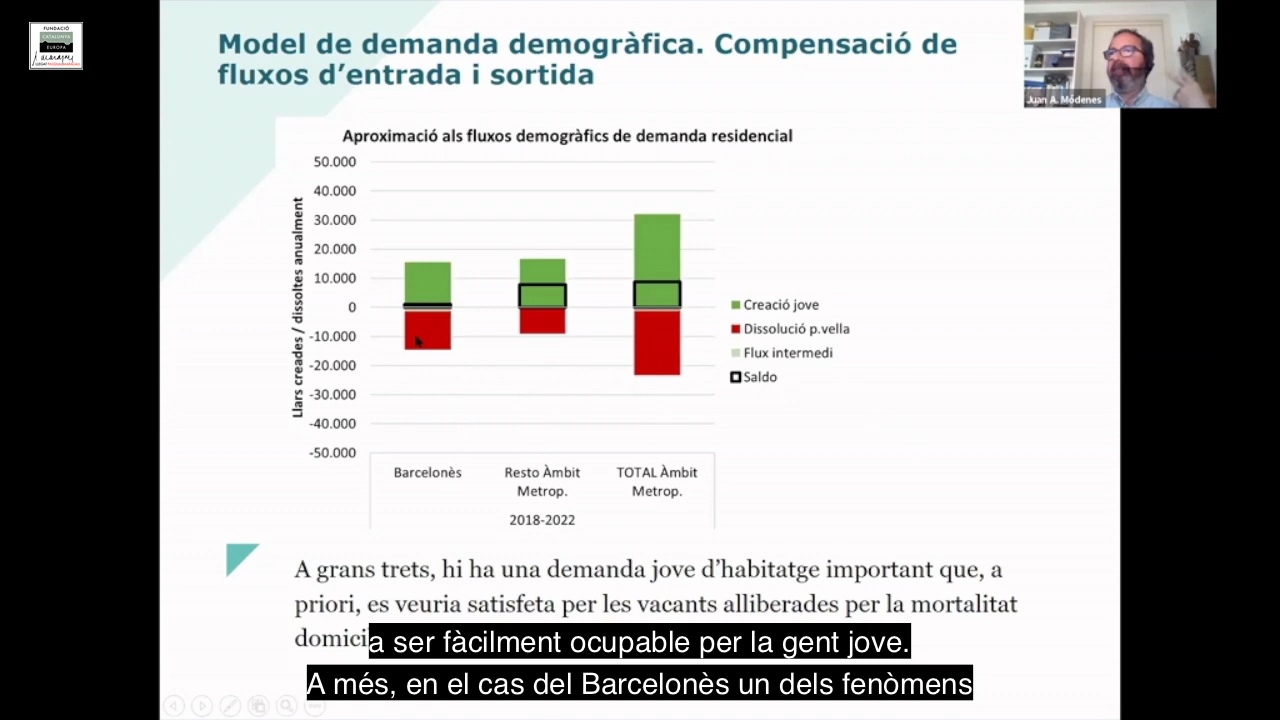 FUNDACIÓ
CATALUNYA
EUROPA
Model de demanda demogràfica. Compensació de
fluxos d'entrada i sortida
Juan A. Módenes
Aproximació als fluxos demogràfics de demanda residencial
Llars creades / dissoltes anualment
50.000
40.000
30.000
20.000
10.000
0
-10.000
-20.000
-30.000
-40.000
-50.000
Creació jove
Dissolució p.vella
Flux intermedi
Saldo
Barcelonès
Resto Àmbit
Metrop.
TOTAL Àmbit
Metrop.
2018-2022
A grans trets, hi ha una demanda jove d'habitatge important que, a
priori, es veuria satisfeta per les vacants alliberades per la mortalitat
a ser fàcilment ocupable per la gent jove.
A més, en el cas del Barcelonès un dels fenòmens